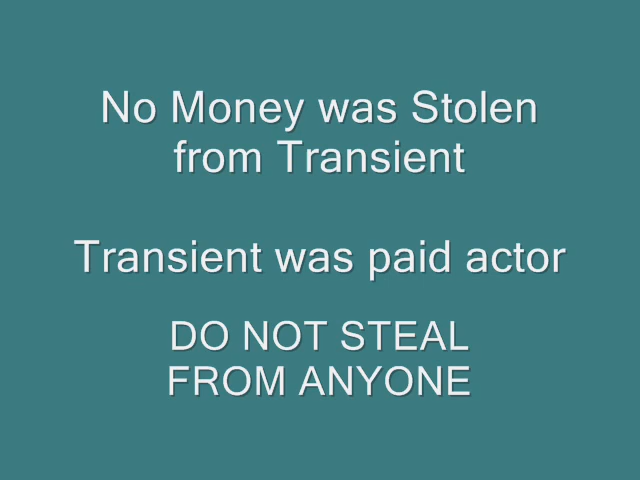 No Money was Stolen
from Transient
Transient was paid actor
DO NOT STEAL
FROM ANYONE